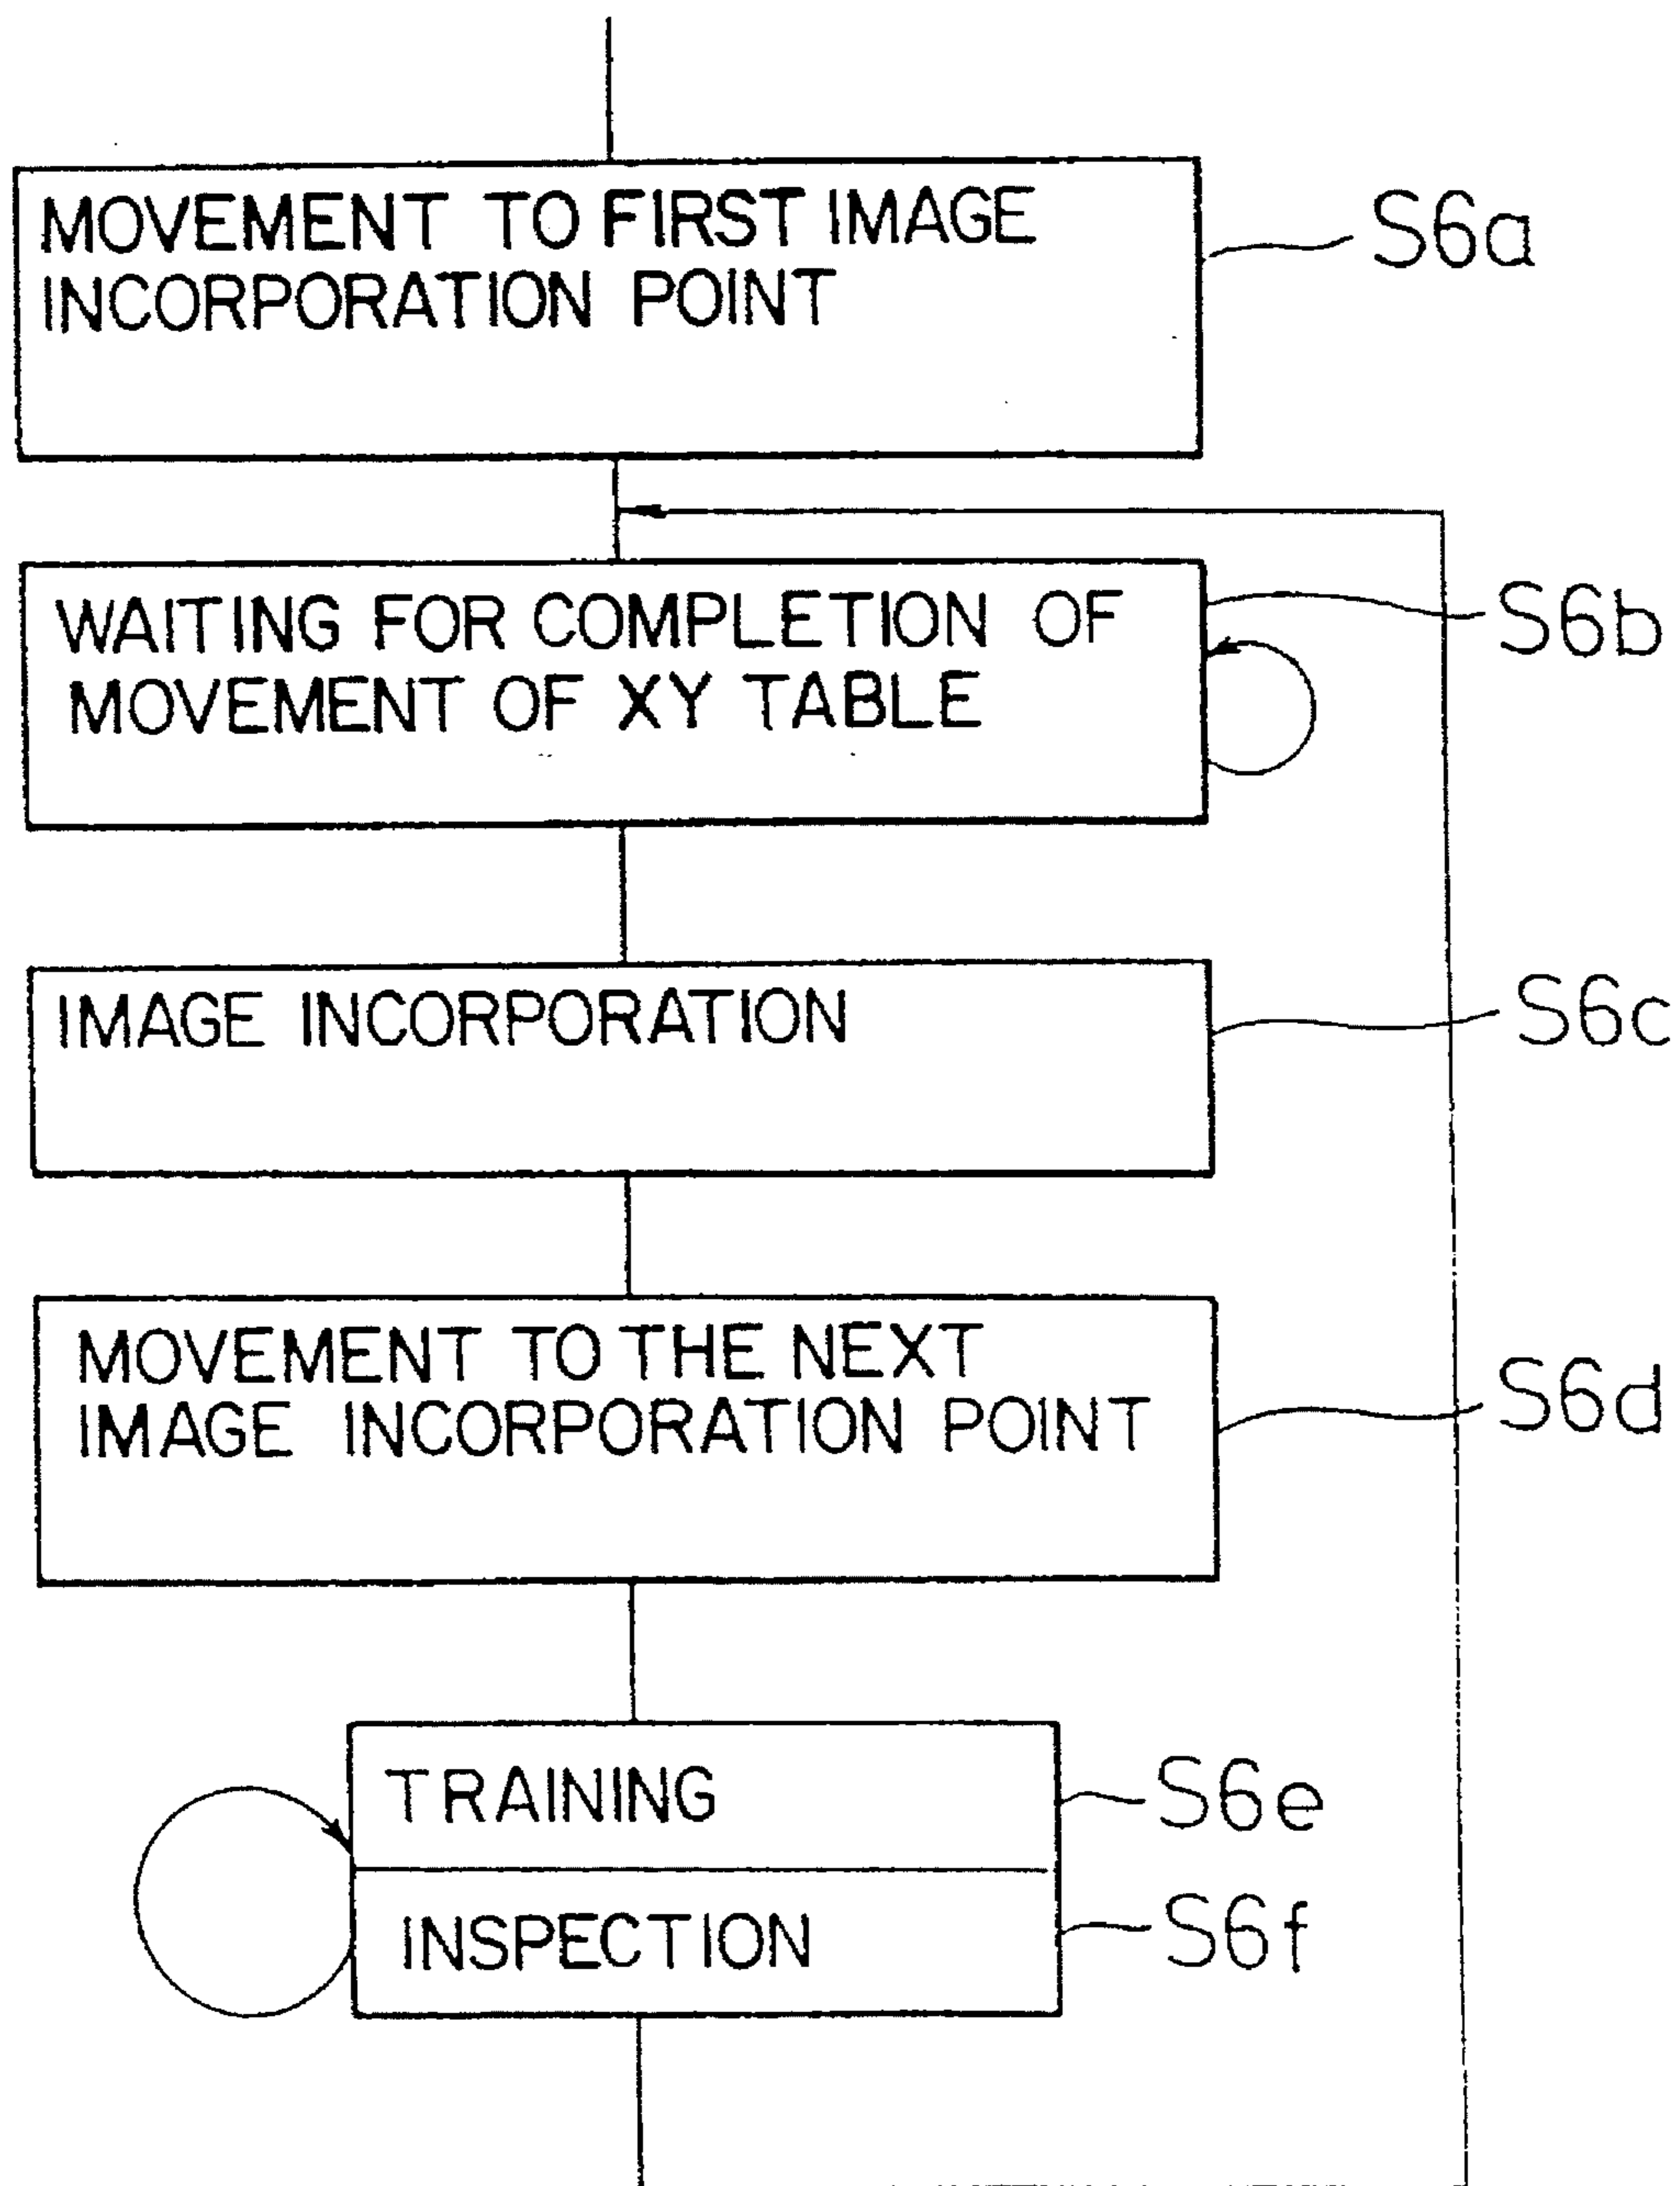 MOVEMENT TO FIRST IMAGE
INCORPORATION POINT
S6a
WAITING FOR COMPLETION OF
MOVEMENT OF XY TABLE
S6b
IMAGE INCORPORATION
S6c
MOVEMENT TO THE NEXT
IMAGE INCORPORATION POINT
S6d
TRAINING
S6e
INSPECTION
S6f